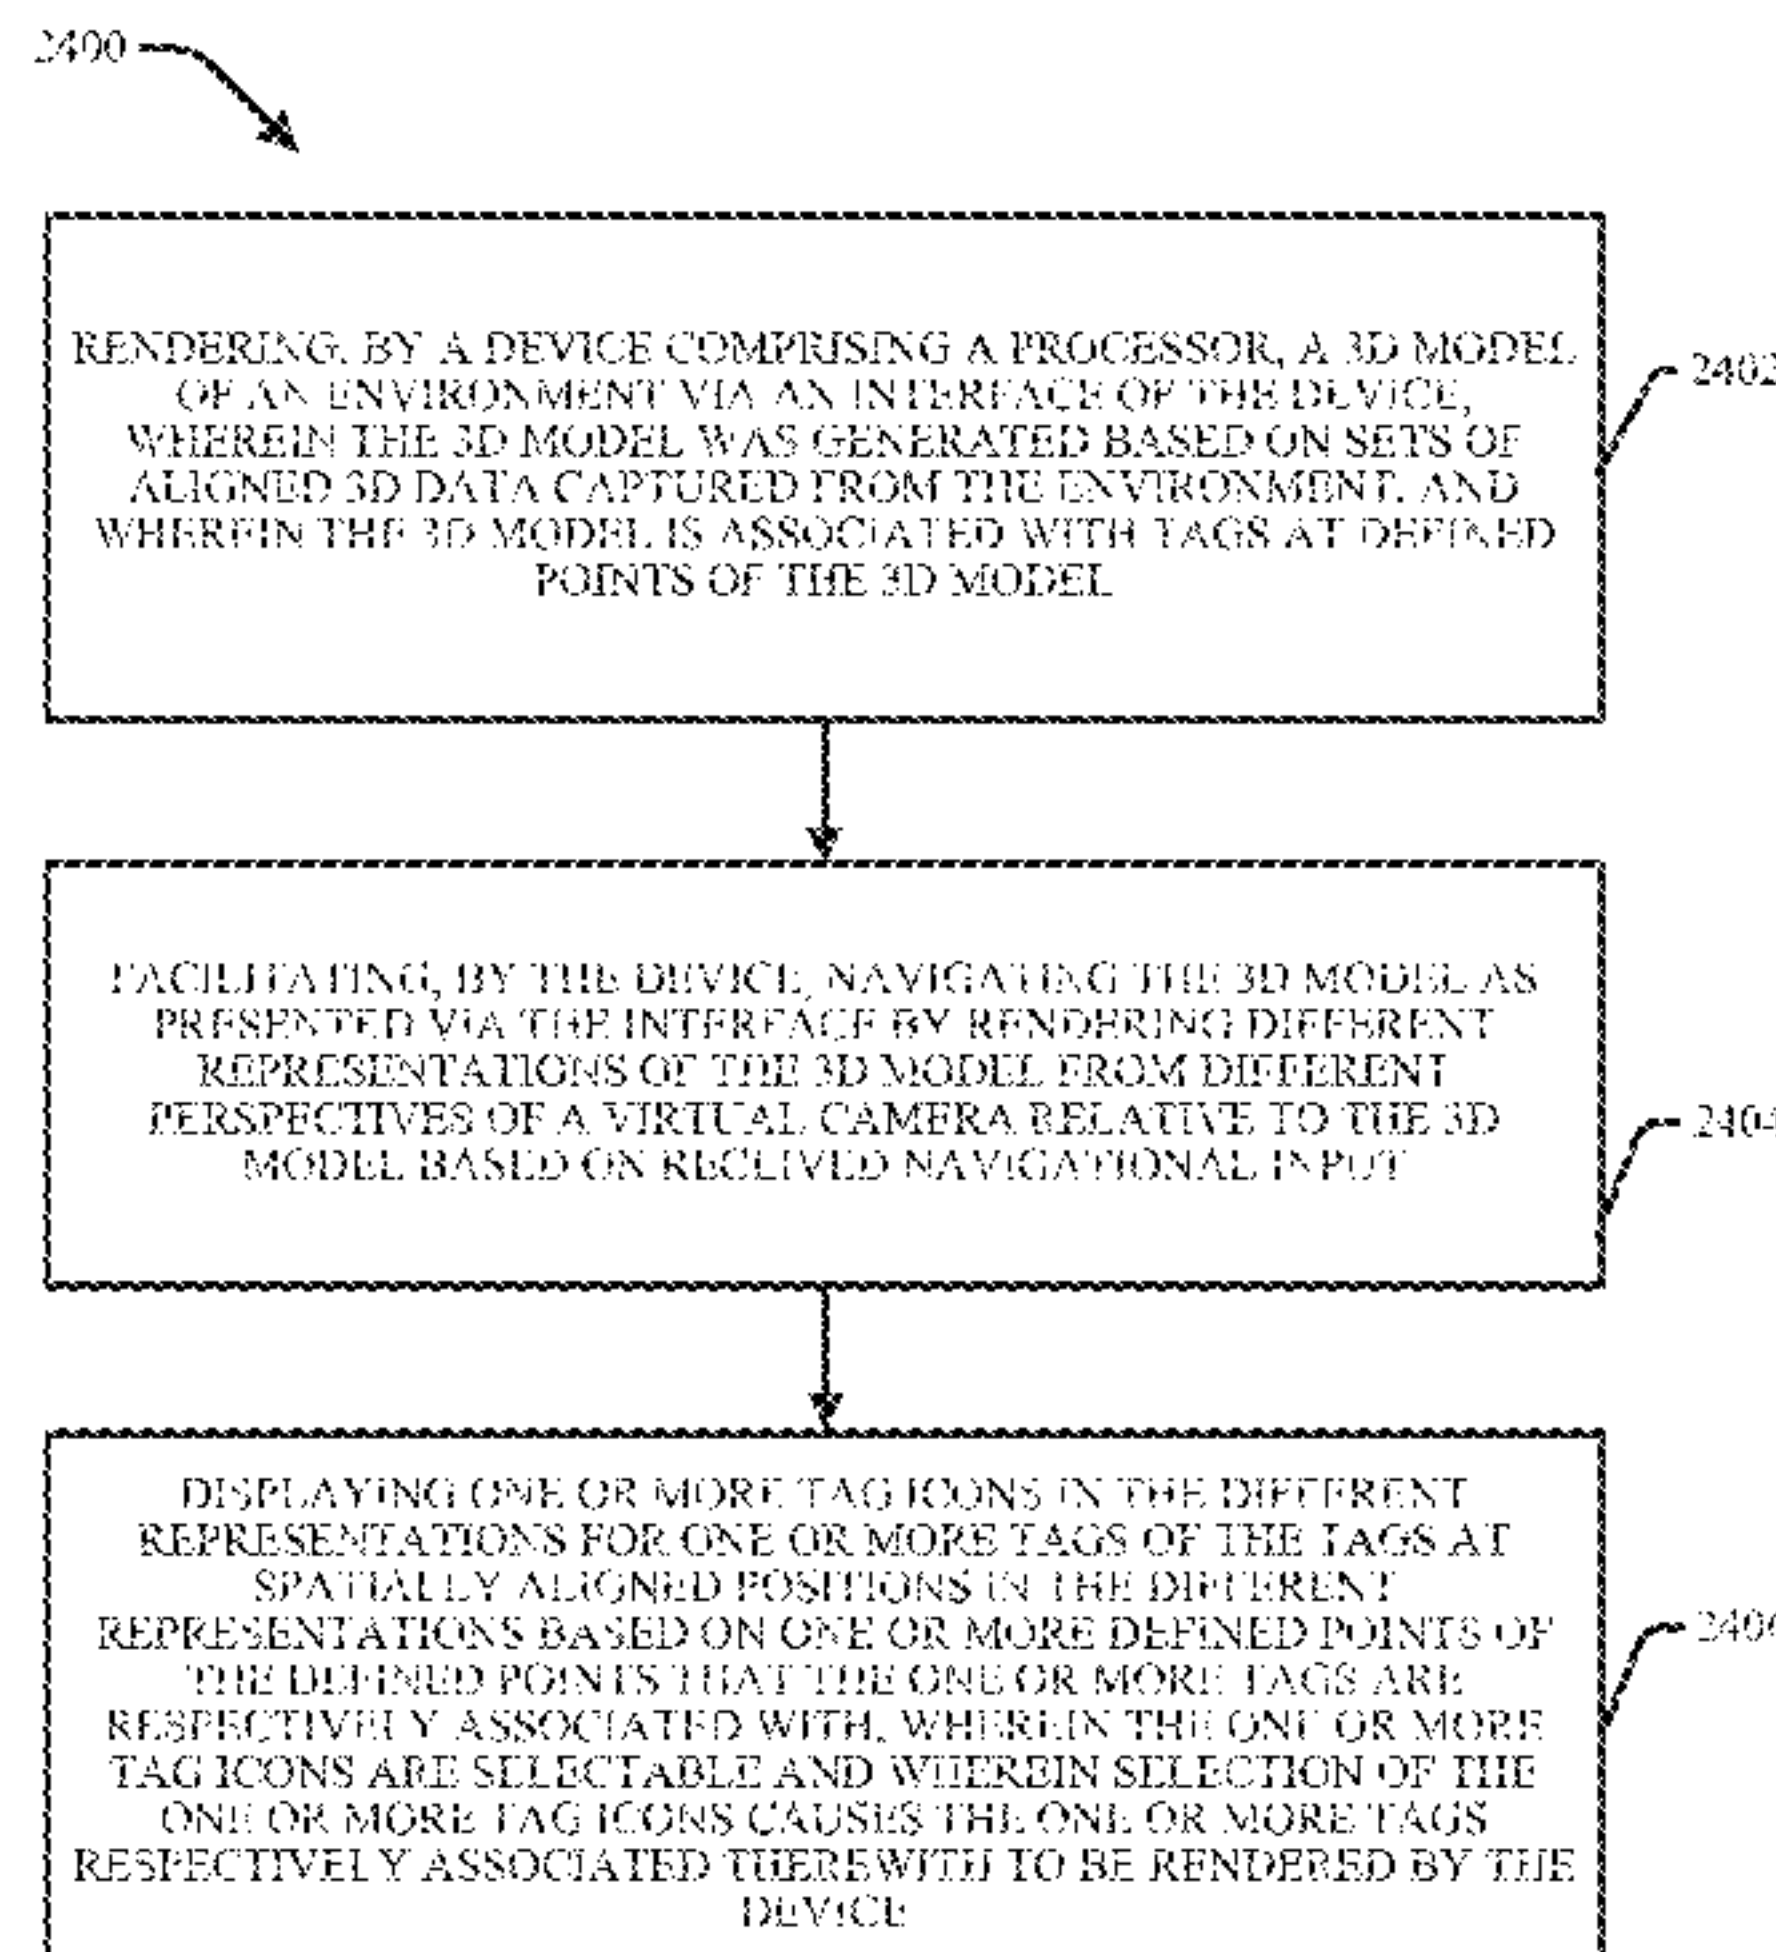 2400
RENDERING, BY A DEVICE COMPRISING A PROCESSOR, A 3D MODEL
OF AN ENVIRONMENT VIA AN INTERFACE OF THE DEVICE,
WHEREIN THE 3D MODEL WAS GENERATED BASED ON SETS OF
ALIGNED 3D DATA CAPTURED FROM THE ENVIRONMENT, AND
WHEREIN THE 3D MODEL IS ASSOCIATED WITH TAGS AT DEFINED
POINTS OF THE 3D MODEL
2402
FACILITATING, BY THE DEVICE, NAVIGATING THE 3D MODEL AS
PRESENTED VIA THE INTERFACE BY RENDERING DIFFERENT
REPRESENTATIONS OF THE 3D MODEL FROM DIFFERENT
PERSPECTIVES OF A VIRTUAL CAMERA RELATIVE TO THE 3D
MODEL BASED ON RECEIVED NAVIGATIONAL INPUT
2404
DISPLAYING ONE OR MORE TAG ICONS IN THE DIFFERENT
REPRESENTATIONS FOR ONE OR MORE TAGS OF THE TAGS AT
SPATIALLY ALIGNED POSITIONS IN THE DIFFERENT
REPRESENTATIONS BASED ON ONE OR MORE DEFINED POINTS OF
THE DEFINED POINTS THAT THE ONE OR MORE TAGS ARE
RESPECTIVELY ASSOCIATED WITH, WHEREIN THE ONE OR MORE
TAG ICONS ARE SELECTABLE AND WHEREIN SELECTION OF THE
ONE OR MORE TAG ICONS CAUSES THE ONE OR MORE TAGS
RESPECTIVELY ASSOCIATED THEREWITH TO BE RENDERED BY THE
DEVICE
2406